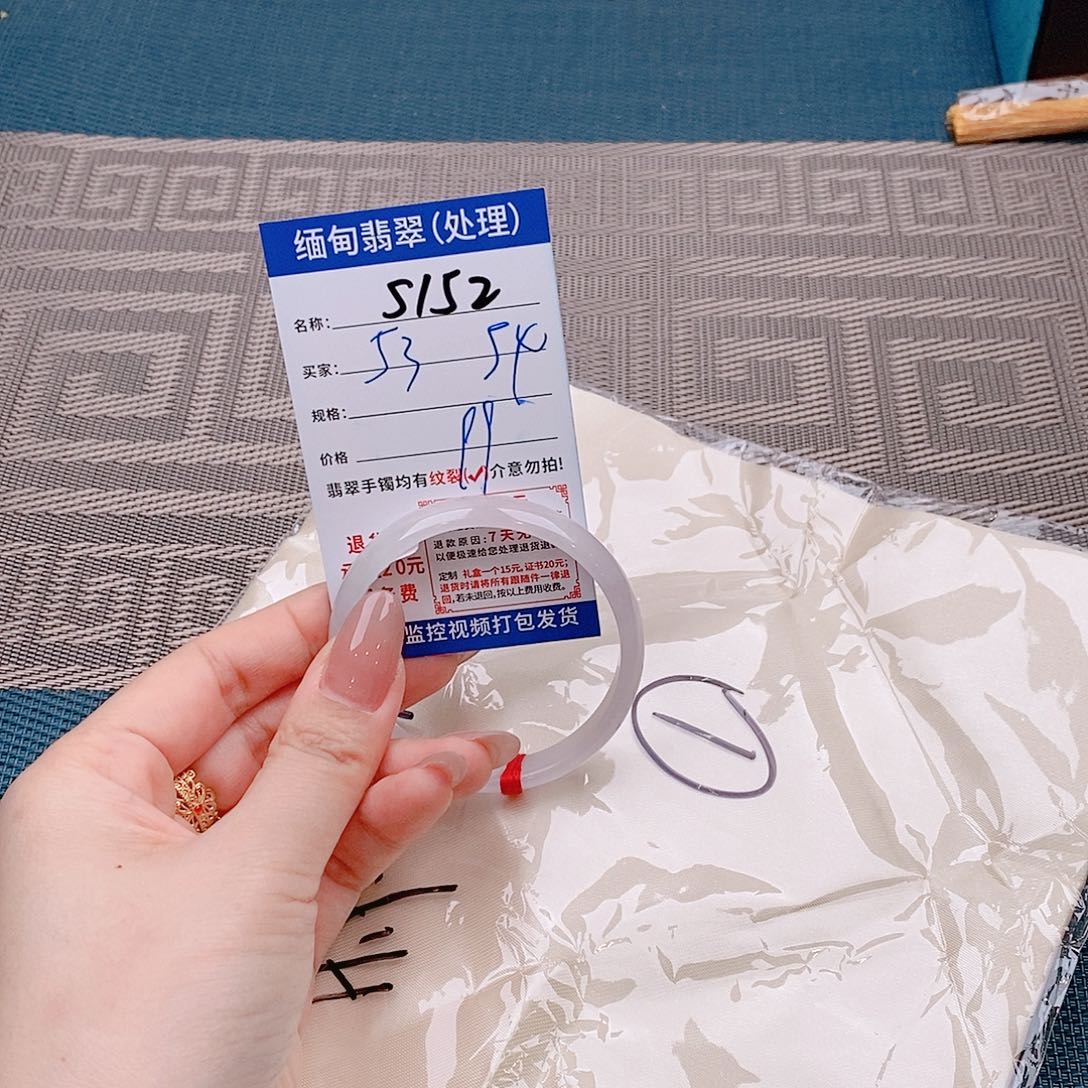 缅甸翡翠(处理)
名称: 5152
买家: 53 54
规格:
价格
翡翠手镯均有纹裂(✓)介意勿拍!
退款原因:7天
以便极速给您处理退货退
20元
定制 礼盒一个15元,证书20元;
退货时请将所有跟随件一律退
回,若未退回,按以上费用收费。
监控视频打包发货
1